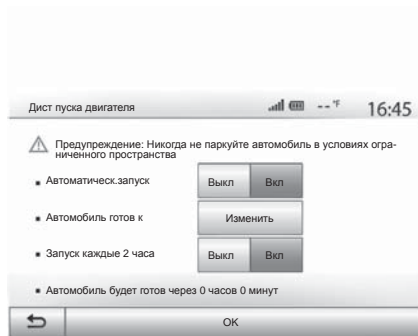 Дист пуска двигателя
-- °F
16:45
Предупреждение: Никогда не паркуйте автомобиль в условиях огра-
ниченного пространства
Автоматическ.запуск
Выкл
Вкл
Автомобиль готов к
Изменить
Запуск каждые 2 часа
Выкл
Вкл
Автомобиль будет готов через 0 часов 0 минут
OK